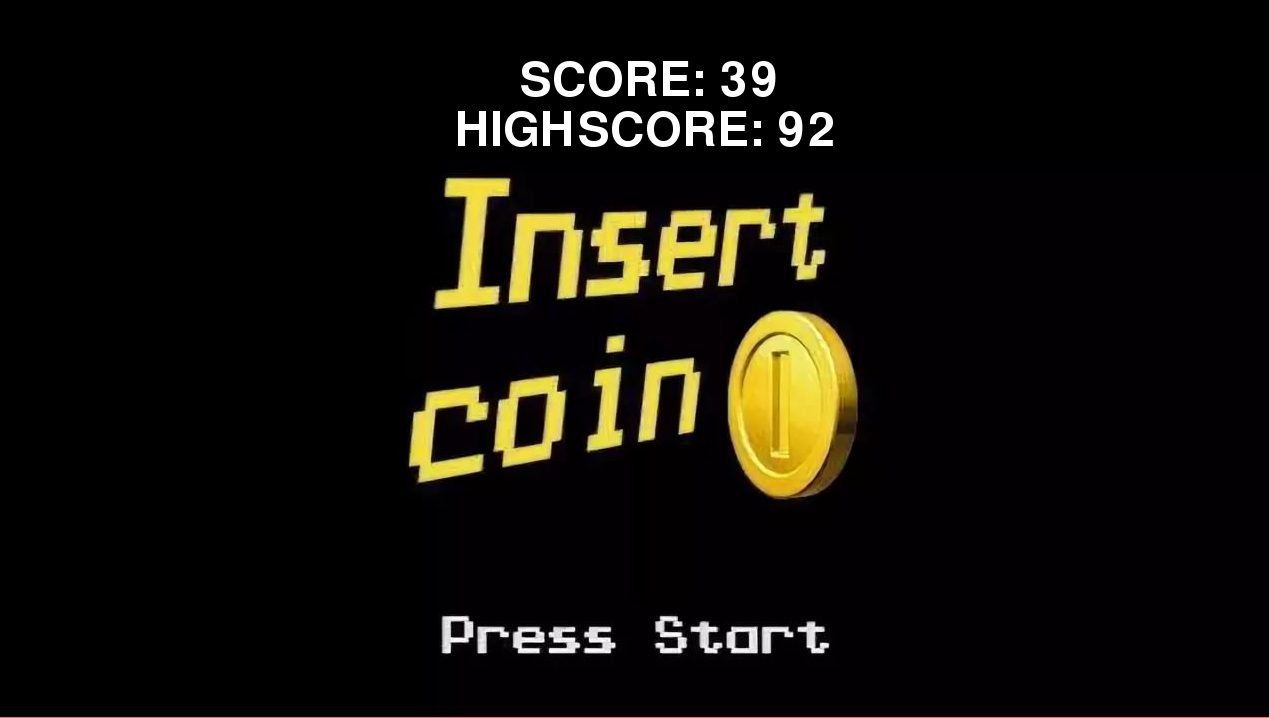 SCORE: 39
HIGHSCORE: 92
Insert
coin
Press Start